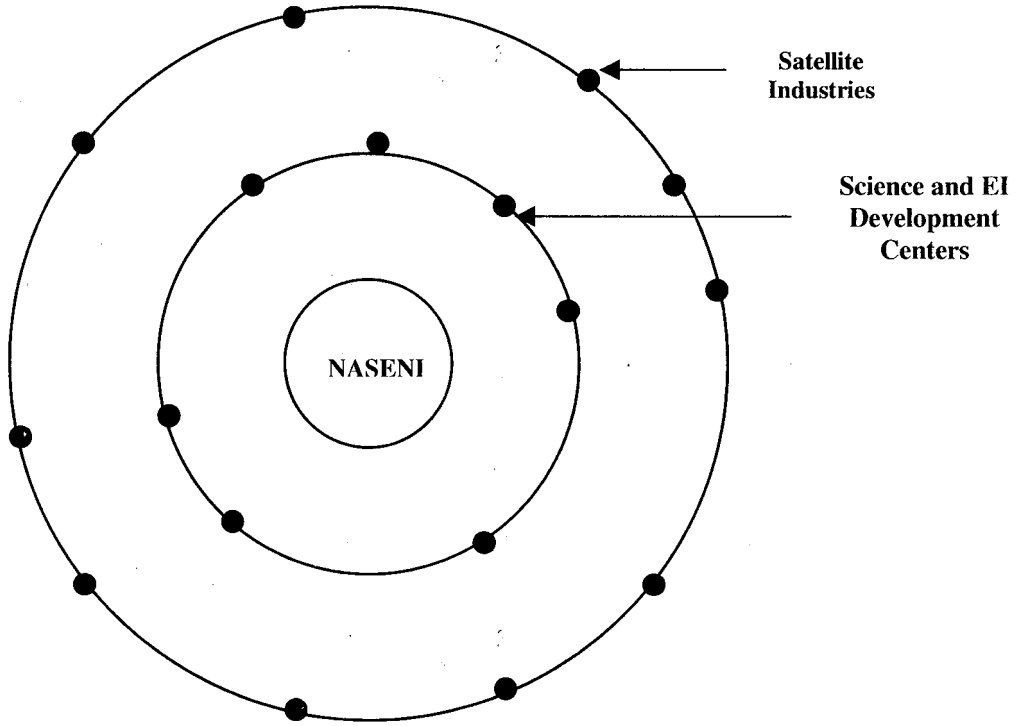 Satellite
Industries
Science and EI
Development
Centers
NASENI